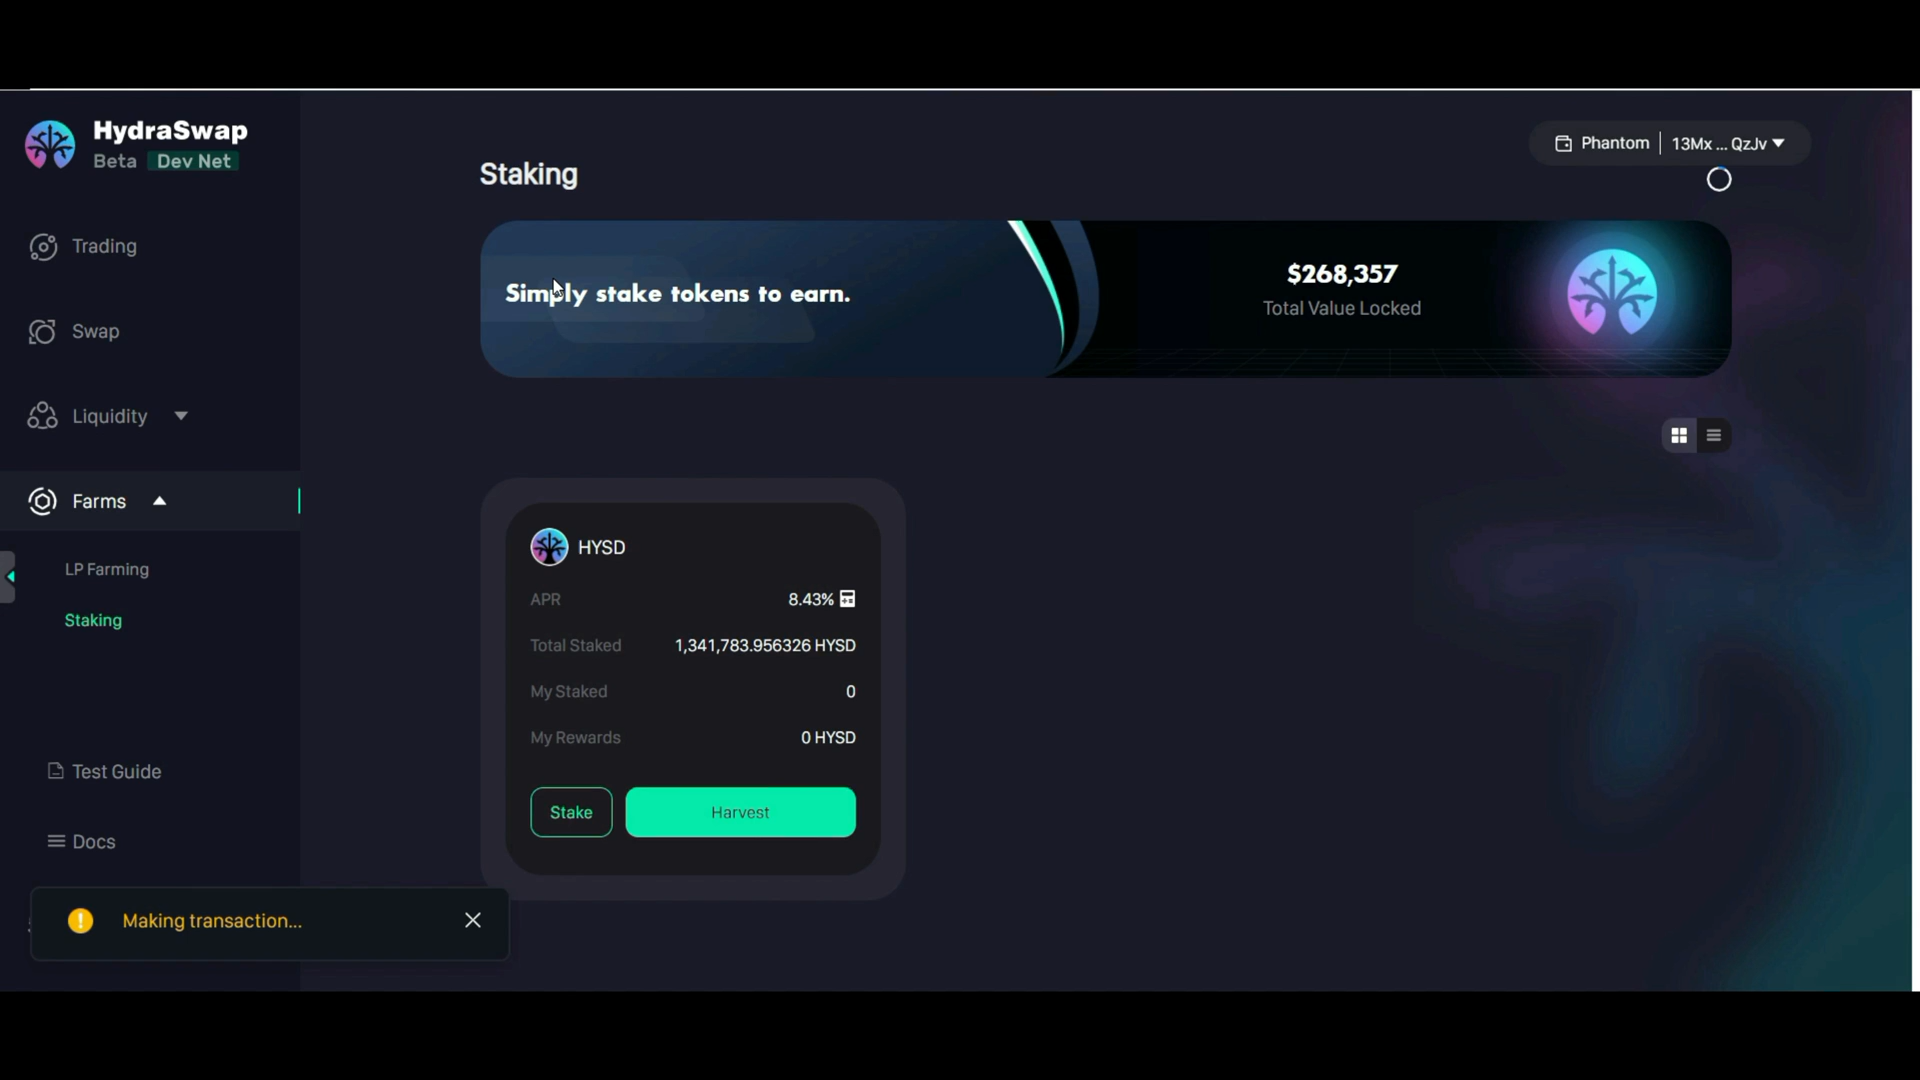 HydraSwap
Beta Dev Net
Trading
Swap
Liquidity
Farms
LP Farming
Staking
Test Guide
Docs
Phantom 13Mx ... QzJv
Staking
Simply stake tokens to earn.
$268,357
Total Value Locked
HYSD
APR 8.43%
Total Staked 1,341,783.956326 HYSD
My Staked 0
My Rewards 0 HYSD
Stake Harvest
Making transaction...